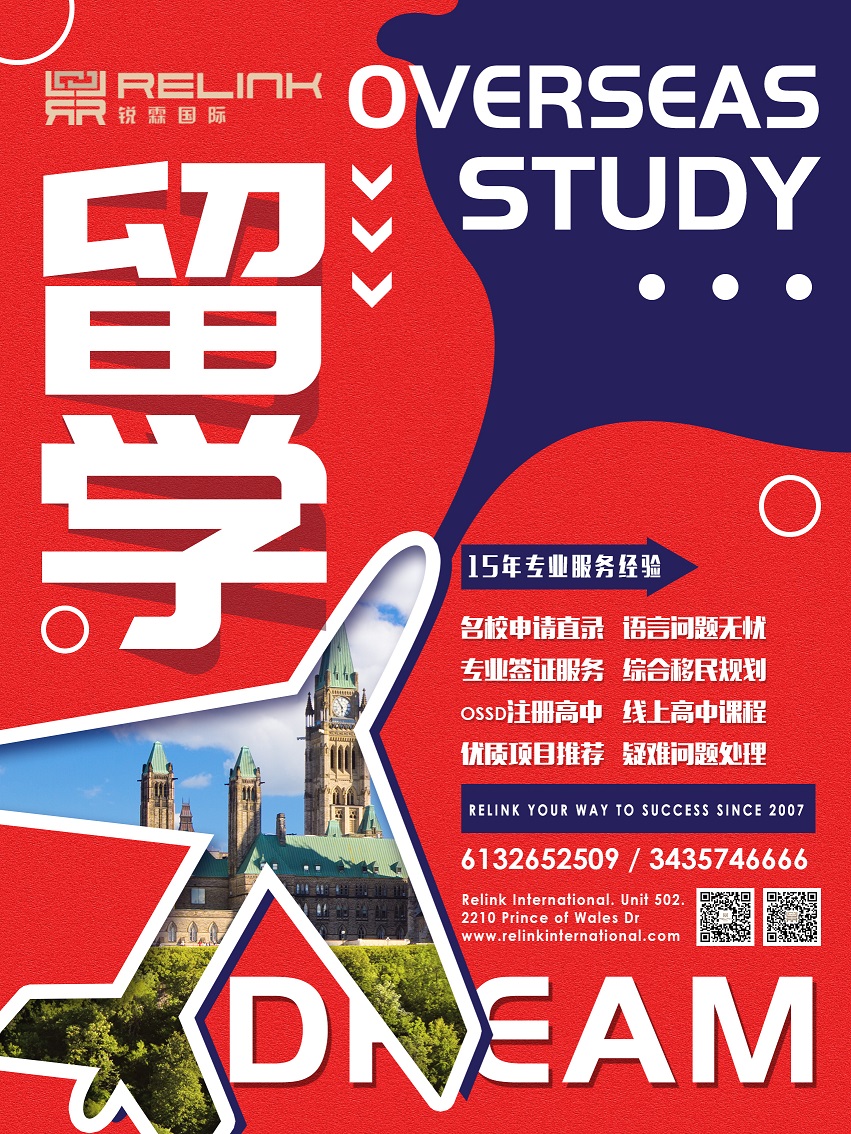 RELINK
锐霖国际
OVERSEAS
STUDY
留学
15年专业服务经验
名校申请直录 语言问题无忧
专业签证服务 综合移民规划
OSSD注册高中 线上高中课程
优质项目推荐 疑难问题处理
RELINK YOUR WAY TO SUCCESS SINCE 2007
6132652509 / 3435746666
Relink International. Unit 502.
2210 Prince of Wales Dr
www.relinkinternational.com
DREAM